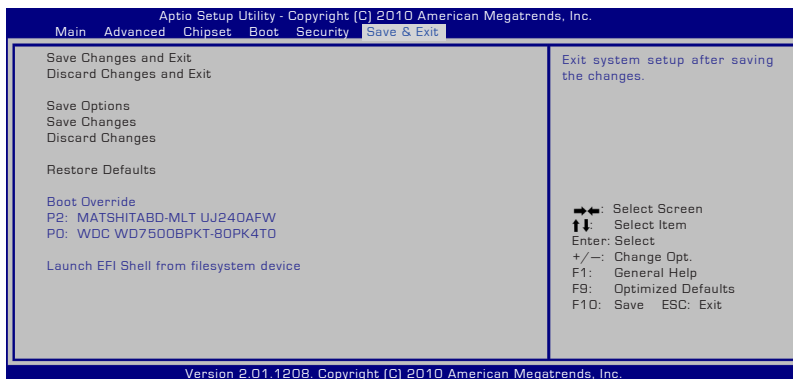 Aptio Setup Utility - Copyright (C) 2010 American Megatrends, Inc.
Main Advanced Chipset Boot Security Save & Exit
Save Changes and Exit
Discard Changes and Exit
Save Options
Save Changes
Discard Changes
Restore Defaults
Boot Override
P2: MATSHITABD-MLT UJ240AFW
P0: WDC WD7500BPKT-80PK4T0
Launch EFI Shell from filesystem device
Exit system setup after saving
the changes.
→←: Select Screen
↑↓: Select Item
Enter: Select
+/—: Change Opt.
F1: General Help
F9: Optimized Defaults
F10: Save ESC: Exit
Version 2.01.1208. Copyright (C) 2010 American Megatrends, Inc.